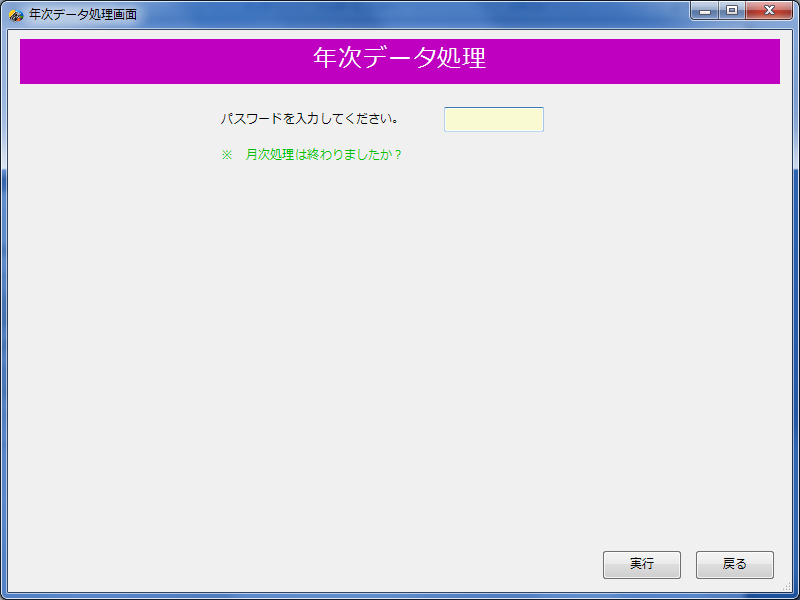 年次データ処理画面
年次データ処理
パスワードを入力してください。
※　月次処理は終わりましたか？
実行
戻る